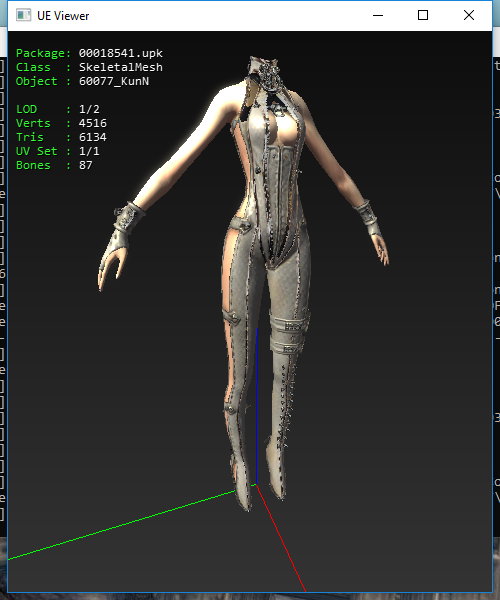 UE Viewer
Package: 00018541.upk
Class : SkeletalMesh
Object : 60077_KunN
LOD : 1/2
Verts : 4516
Tris : 6134
UV Set : 1/1
Bones : 87